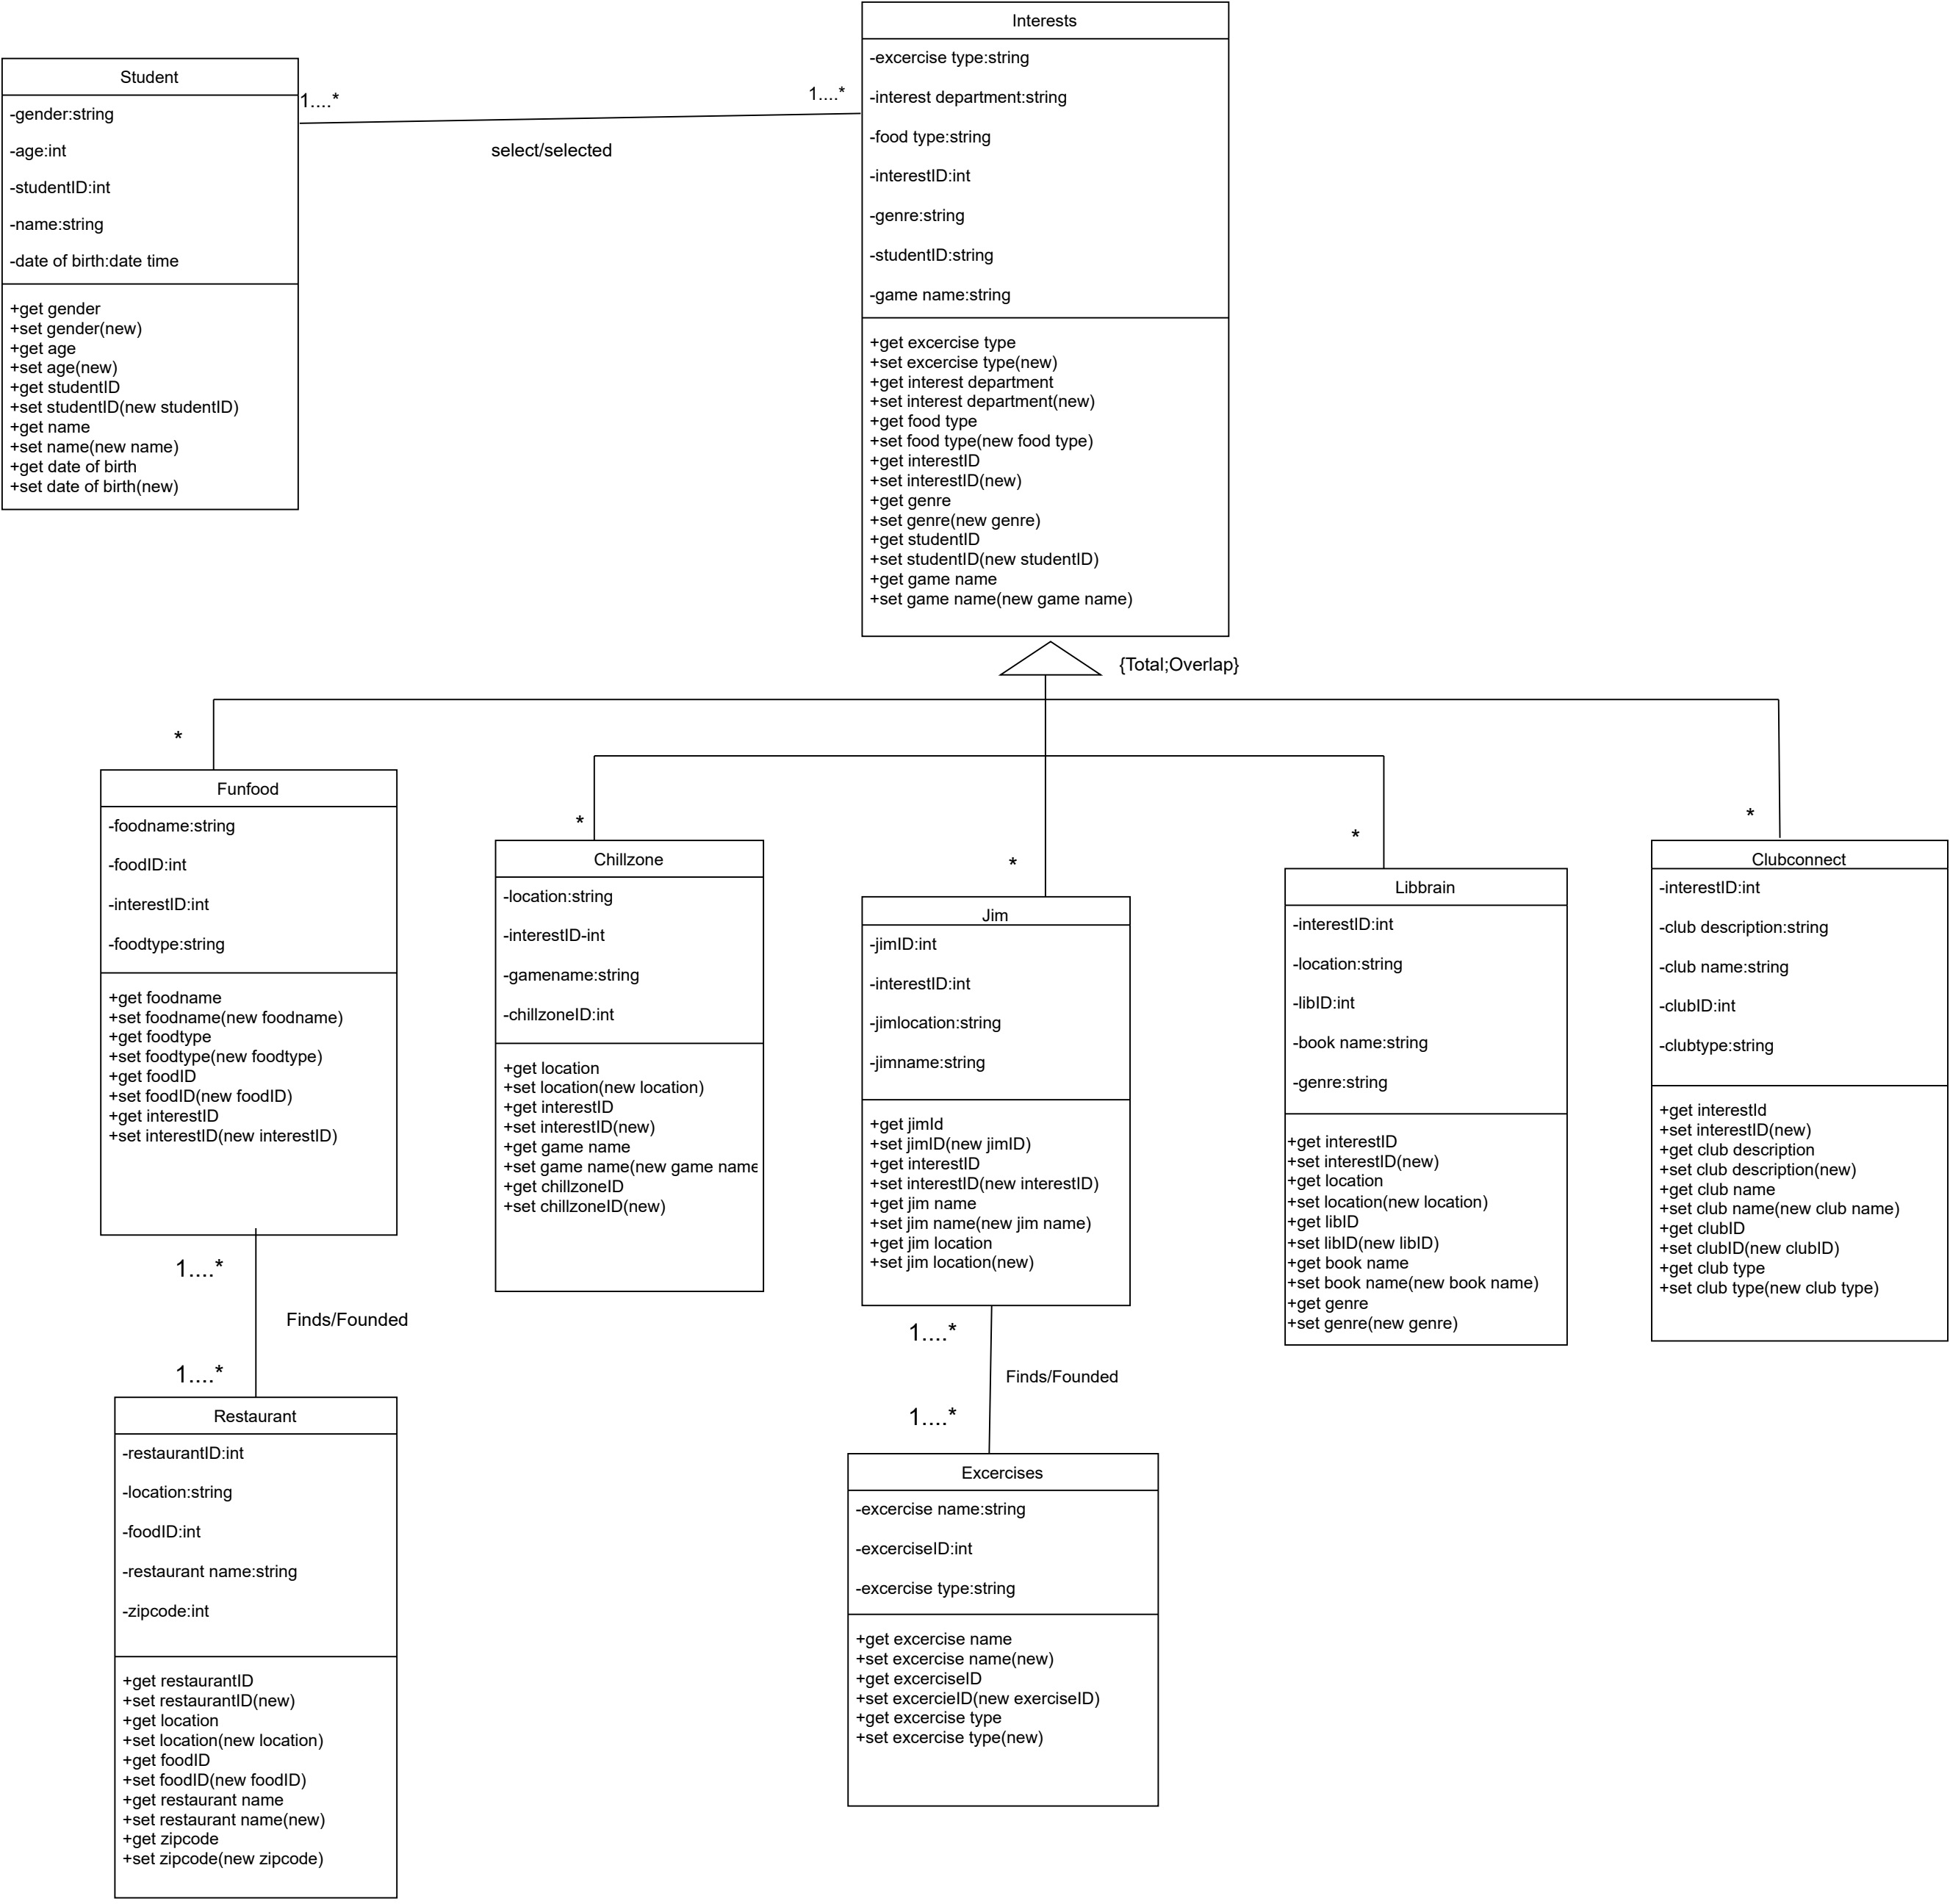 Interests
-excercise type:string
-interest department:string
-food type:string
-interestID:int
-genre:string
-studentID:string
-game name:string
+get excercise type
+set excercise type(new)
+get interest department
+set interest department(new)
+get food type
+set food type(new food type)
+get interestID
+set interestID(new)
+get genre
+set genre(new genre)
+get studentID
+set studentID(new studentID)
+get game name
+set game name(new game name)
Student
-gender:string
-age:int
-studentID:int
-name:string
-date of birth:date time
+get gender
+set gender(new)
+get age
+set age(new)
+get studentID
+set studentID(new studentID)
+get name
+set name(new name)
+get date of birth
+set date of birth(new)
1....*
1....*
select/selected
{Total;Overlap}
*
*
*
*
*
Funfood
-foodname:string
-foodID:int
-interestID:int
-foodtype:string
+get foodname
+set foodname(new foodname)
+get foodtype
+set foodtype(new foodtype)
+get foodID
+set foodID(new foodID)
+get interestID
+set interestID(new interestID)
Chillzone
-location:string
-interestID-int
-gamename:string
-chillzoneID:int
+get location
+set location(new location)
+get interestID
+set interestID(new)
+get game name
+set game name(new game name
+get chillzoneID
+set chillzoneID(new)
Jim
-jimID:int
-interestID:int
-jimlocation:string
-jimname:string
+get jimId
+set jimID(new jimID)
+get interestID
+set interestID(new interestID)
+get jim name
+set jim name(new jim name)
+get jim location
+set jim location(new)
Libbrain
-interestID:int
-location:string
-libID:int
-book name:string
-genre:string
+get interestID
+set interestID(new)
+get location
+set location(new location)
+get libID
+set libID(new libID)
+get book name
+set book name(new book name)
+get genre
+set genre(new genre)
Clubconnect
-interestID:int
-club description:string
-club name:string
-clubID:int
-clubtype:string
+get interestId
+set interestID(new)
+get club description
+set club description(new)
+get club name
+set club name(new club name)
+get clubID
+set clubID(new clubID)
+get club type
+set club type(new club type)
1....*
Finds/Founded
1....*
1....*
Finds/Founded
1....*
Restaurant
-restaurantID:int
-location:string
-foodID:int
-restaurant name:string
-zipcode:int
+get restaurantID
+set restaurantID(new)
+get location
+set location(new location)
+get foodID
+set foodID(new foodID)
+get restaurant name
+set restaurant name(new)
+get zipcode
+set zipcode(new zipcode)
Excercises
-excercise name:string
-excerciseID:int
-excercise type:string
+get excercise name
+set excercise name(new)
+get excerciseID
+set excercieID(new exerciseID)
+get excercise type
+set excercise type(new)